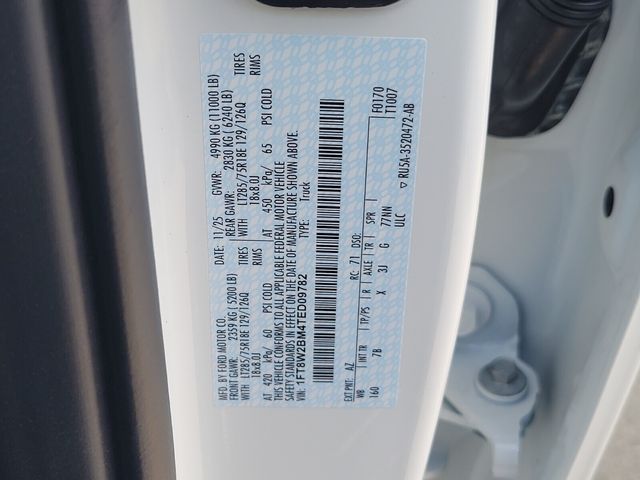 MFD. BY FORD MOTOR CO.
DATE: 11/25 GVWR: 4990 KG (11000 LB)
FRONT GAWR: 2359 KG (5200 LB) REAR GAWR: 2830 KG (6240 LB)
WITH LT285/75R18E 129/126Q TIRES WITH LT285/75R18E 129/126Q TIRES
18x8.0J RIMS 18x8.0J RIMS
AT 420 kPa/ 60 PSI COLD AT 450 kPa/ 65 PSI COLD
THIS VEHICLE CONFORMS TO ALL APPLICABLE FEDERAL MOTOR VEHICLE
SAFETY STANDARDS IN EFFECT ON THE DATE OF MANUFACTURE SHOWN ABOVE.
VIN: 1FT8W2BM4TED09782 TYPE: Truck
F0170
T1007
EXT PNT: AZ RC: 71 DSO:
WB INT TR TP/PS R AXLE TR SPR
160 7B X 3J G 77NN
ULC
RU5A-3520472-AB